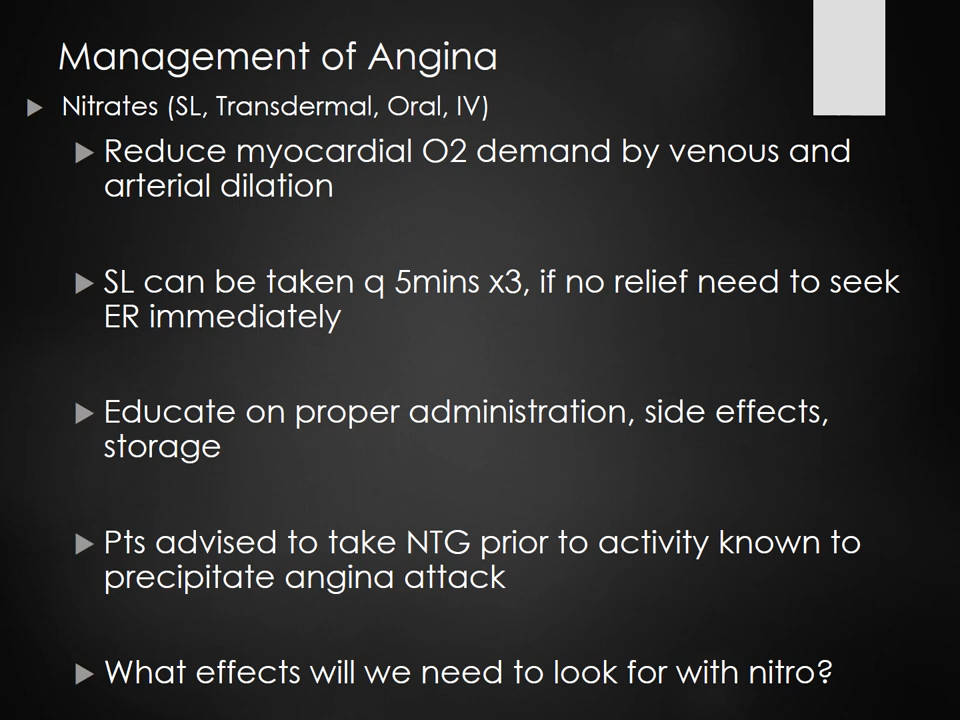 Management of Angina
Nitrates (SL, Transdermal, Oral, IV)
Reduce myocardial O2 demand by venous and
arterial dilation
SL can be taken q 5mins x3, if no relief need to seek
ER immediately
Educate on proper administration, side effects,
storage
Pts advised to take NTG prior to activity known to
precipitate angina attack
What effects will we need to look for with nitro?